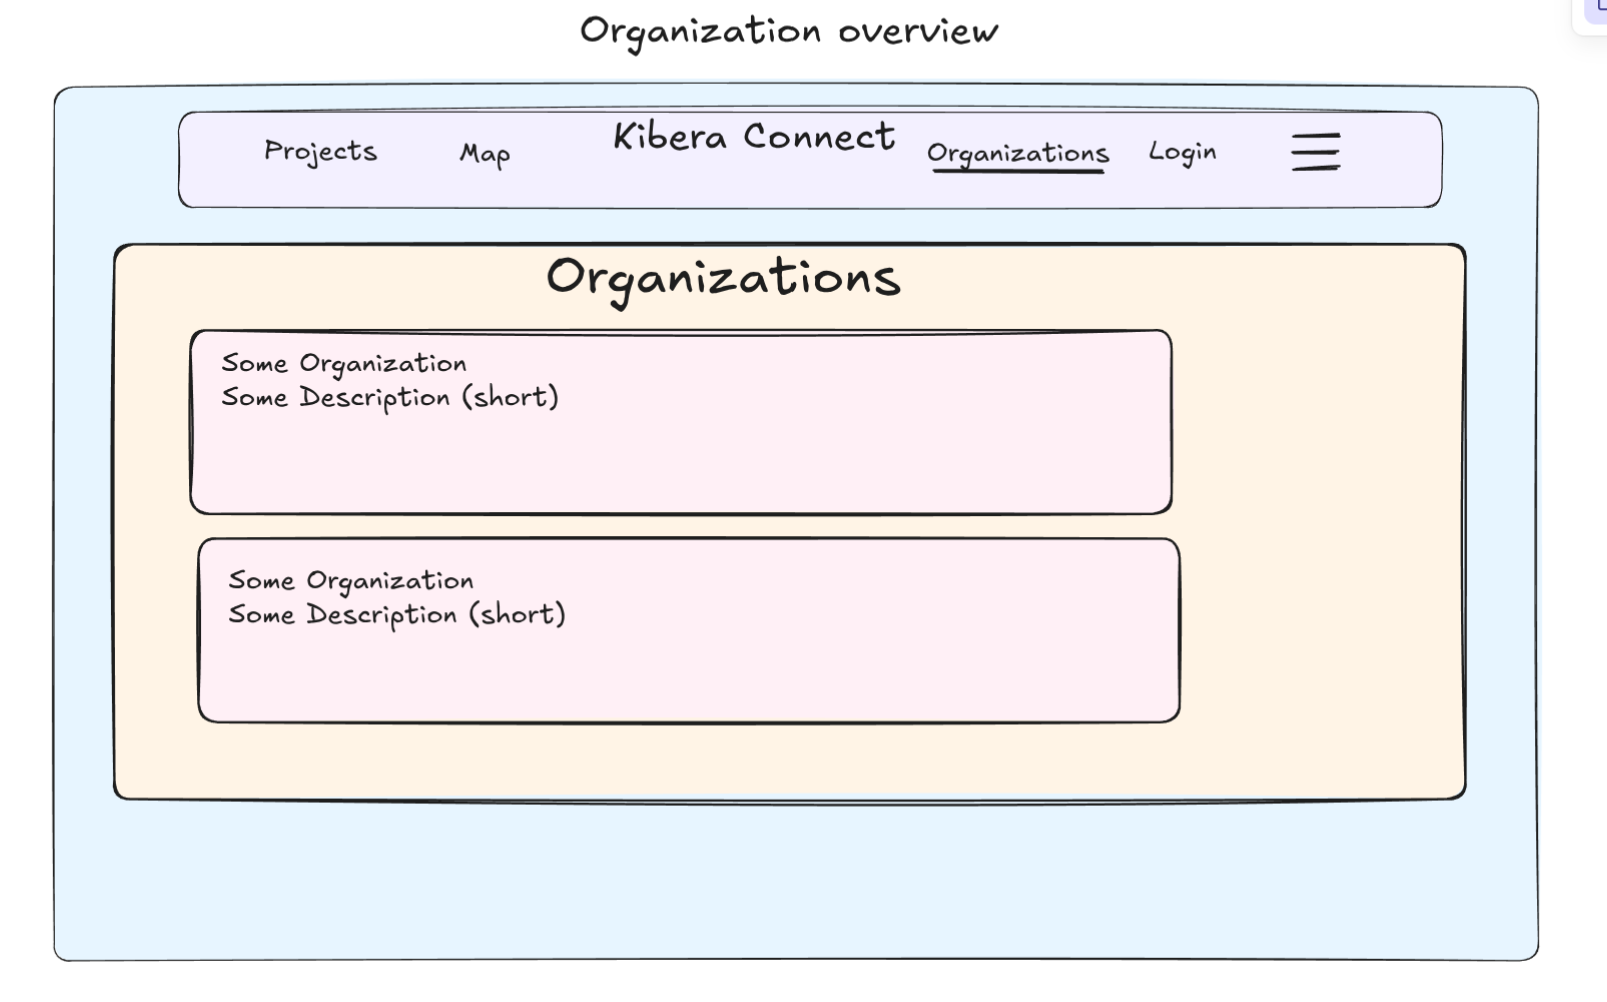 Organization overview
Projects Map Kibera Connect Organizations Login
Organizations
Some Organization
Some Description (short)
Some Organization
Some Description (short)